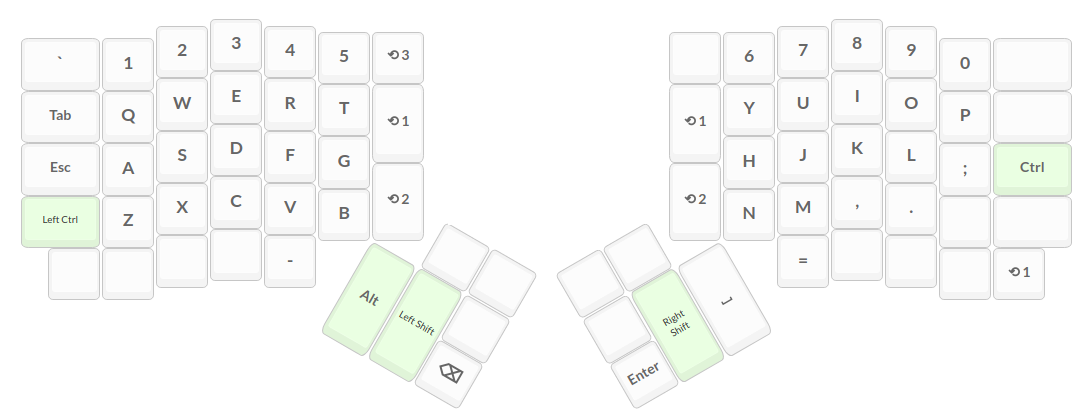 ` 1 2 3 4 5 ⟲3
6 7 8 9 0
Tab Q W E R T ⟲1
⟲1 Y U I O P
Esc A S D F G
H J K L ; Ctrl
Left Ctrl Z X C V B ⟲2
⟲2 N M , .
-
= ⟲1
Alt
Left Shift
⌫
Right
Shift
⎵
Enter